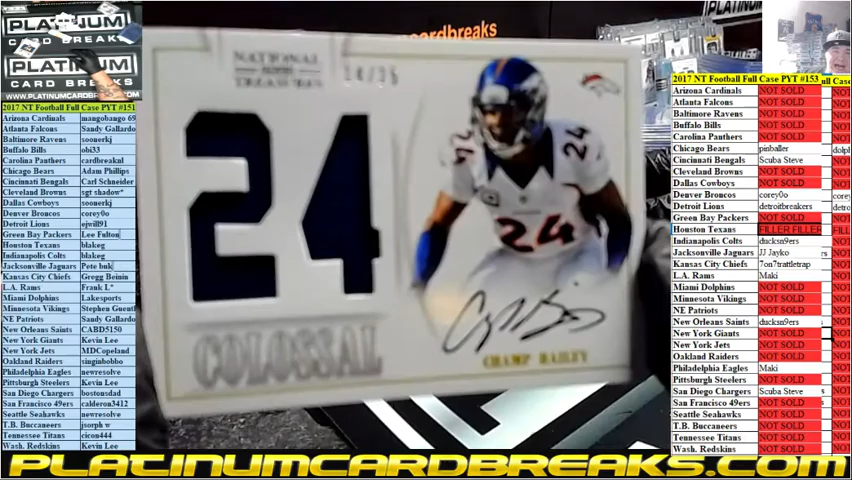 PLATINUM
CARD BREAKS
PLATINUM
CARD BREAKS
WWW.PLATINUMCARDBREAKS.COM
2017 NT Football Full Case PYT #151
Arizona Cardinals mangobango 69
Atlanta Falcons Sandy Gallardo
Baltimore Ravens soonerkj
Buffalo Bills obi33
Carolina Panthers cardbreakal
Chicago Bears Adam Phillips
Cincinnati Bengals Carl Schneider
Cleveland Browns sgt shadow*
Dallas Cowboys soonerkj
Denver Broncos corey0o
Detroit Lions ejwill91
Green Bay Packers Lee Fulton
Houston Texans blakeg
Indianapolis Colts blakeg
Jacksonville Jaguars Pete buk
Kansas City Chiefs Gregg Beinin
L.A. Rams Frank L*
Miami Dolphins Lakesports
Minnesota Vikings Stephen Guent
NE Patriots Sandy Gallardo
New Orleans Saints CABD5150
New York Giants Kevin Lee
New York Jets MDCopeland
Oakland Raiders singinbobbo
Philadelphia Eagles newresolve
Pittsburgh Steelers Kevin Lee
San Diego Chargers bostonsdad
San Francisco 49ers calderon3412
Seattle Seahawks newresolve
T.B. Buccaneers jsorph w
Tennessee Titans cicon444
Wash. Redskins Kevin Lee
cardbreaks
NATIONAL
TREASURES
24
24
24
24
COLOSSAL
CHAMP BAILEY
2017 NT Football Full Case PYT #153
Arizona Cardinals NOT SOLD
Atlanta Falcons NOT SOLD
Baltimore Ravens NOT SOLD
Buffalo Bills NOT SOLD
Carolina Panthers NOT SOLD
Chicago Bears pinballer
Cincinnati Bengals Scuba Steve
Cleveland Browns NOT SOLD
Dallas Cowboys NOT SOLD
Denver Broncos corey0o
Detroit Lions detroitbreakers
Green Bay Packers NOT SOLD
Houston Texans FILLER FILLER
Indianapolis Colts ducksn9ers
Jacksonville Jaguars JJ Jayko
Kansas City Chiefs 7on7trattletrap
L.A. Rams Maki
Miami Dolphins NOT SOLD
Minnesota Vikings NOT SOLD
NE Patriots NOT SOLD
New Orleans Saints ducksn9ers
New York Giants NOT SOLD
New York Jets NOT SOLD
Oakland Raiders NOT SOLD
Philadelphia Eagles Maki
Pittsburgh Steelers NOT SOLD
San Diego Chargers Scuba Steve
San Francisco 49ers NOT SOLD
Seattle Seahawks NOT SOLD
T.B. Buccaneers NOT SOLD
Tennessee Titans NOT SOLD
Wash. Redskins NOT SOLD
PLATINUMCARDBREAKS.COM